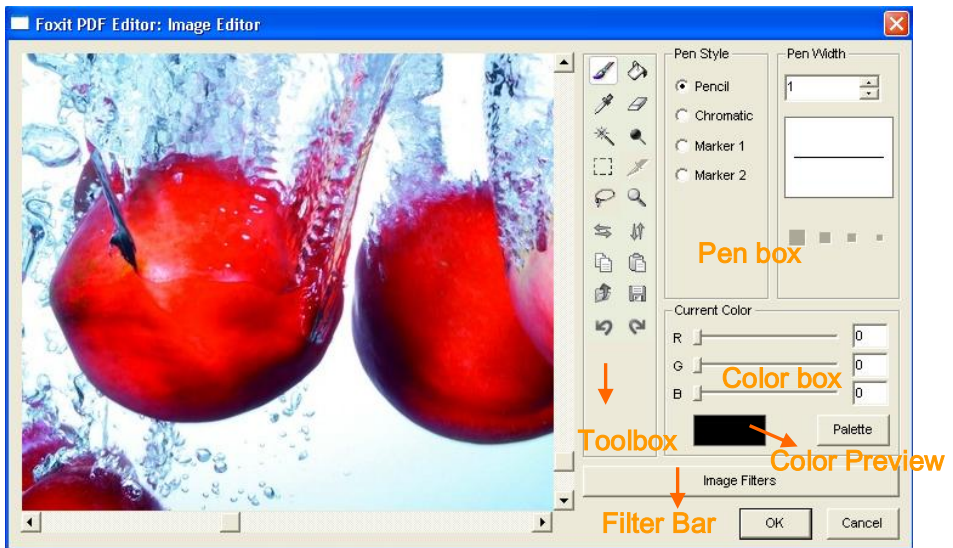 Foxit PDF Editor: Image Editor
Pen Style
Pencil
Chromatic
Marker 1
Marker 2
Pen Width
1
Pen box
Current Color
R 0
G 0
B 0
Color box
Palette
Toolbox
Color Preview
Image Filters
Filter Bar
OK
Cancel